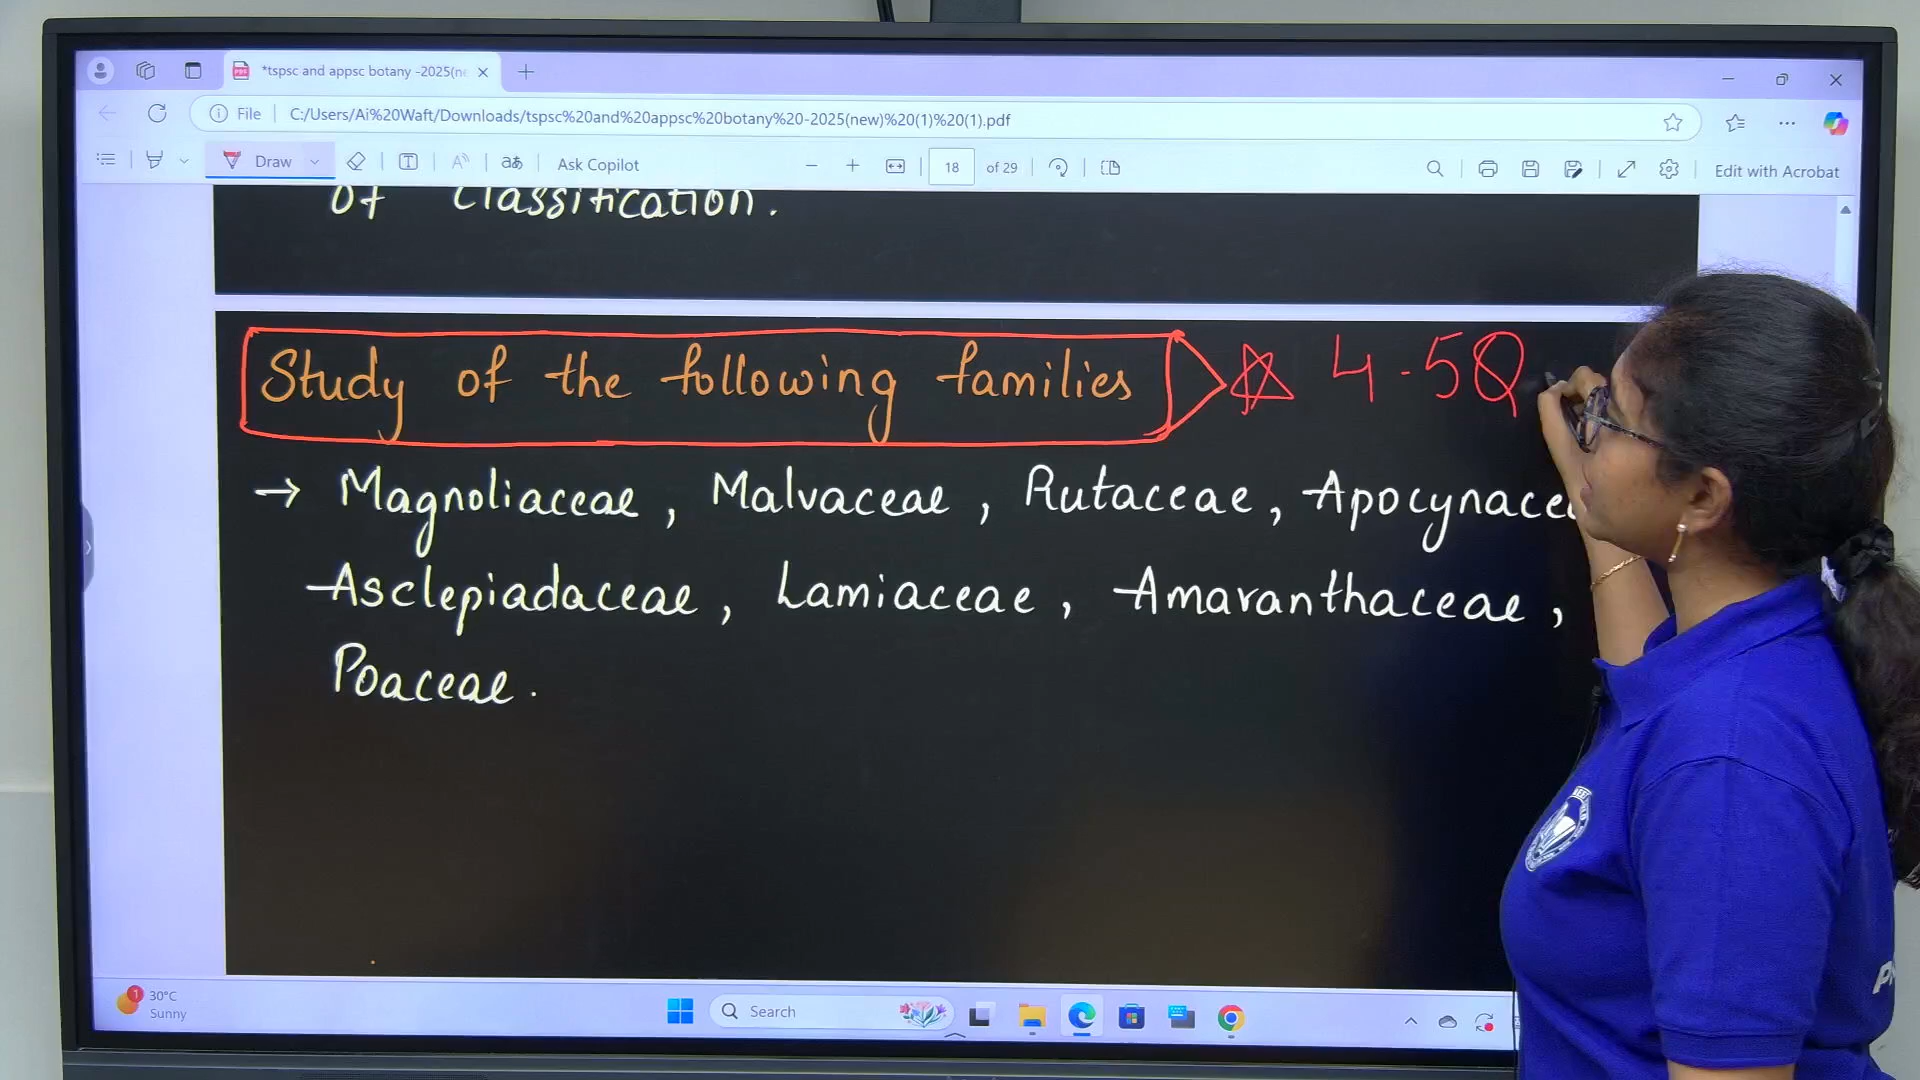 *tspsc and appsc botany -2025(n
File C:/Users/Ai%20Waft/Downloads/tspsc%20and%20appsc%20botany%20-2025(new)%20(1)%20(1).pdf
Draw Ask Copilot 18 of 29 Edit with Acrobat
of Classification.
Study of the following families 4-5Q
→ Magnoliaceae, Malvaceae, Rutaceae, Apocynace
Asclepiadaceae, Lamiaceae, Amaranthaceae,
Poaceae.
1 30°C
Sunny
Search